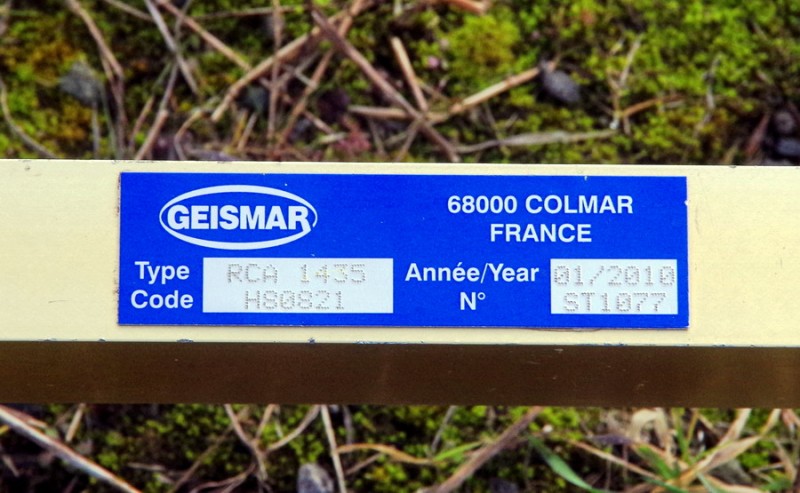 GEISMAR
68000 COLMAR
FRANCE
Type RCA 1435
Code H80821
Année/Year 01/2010
N° ST1077